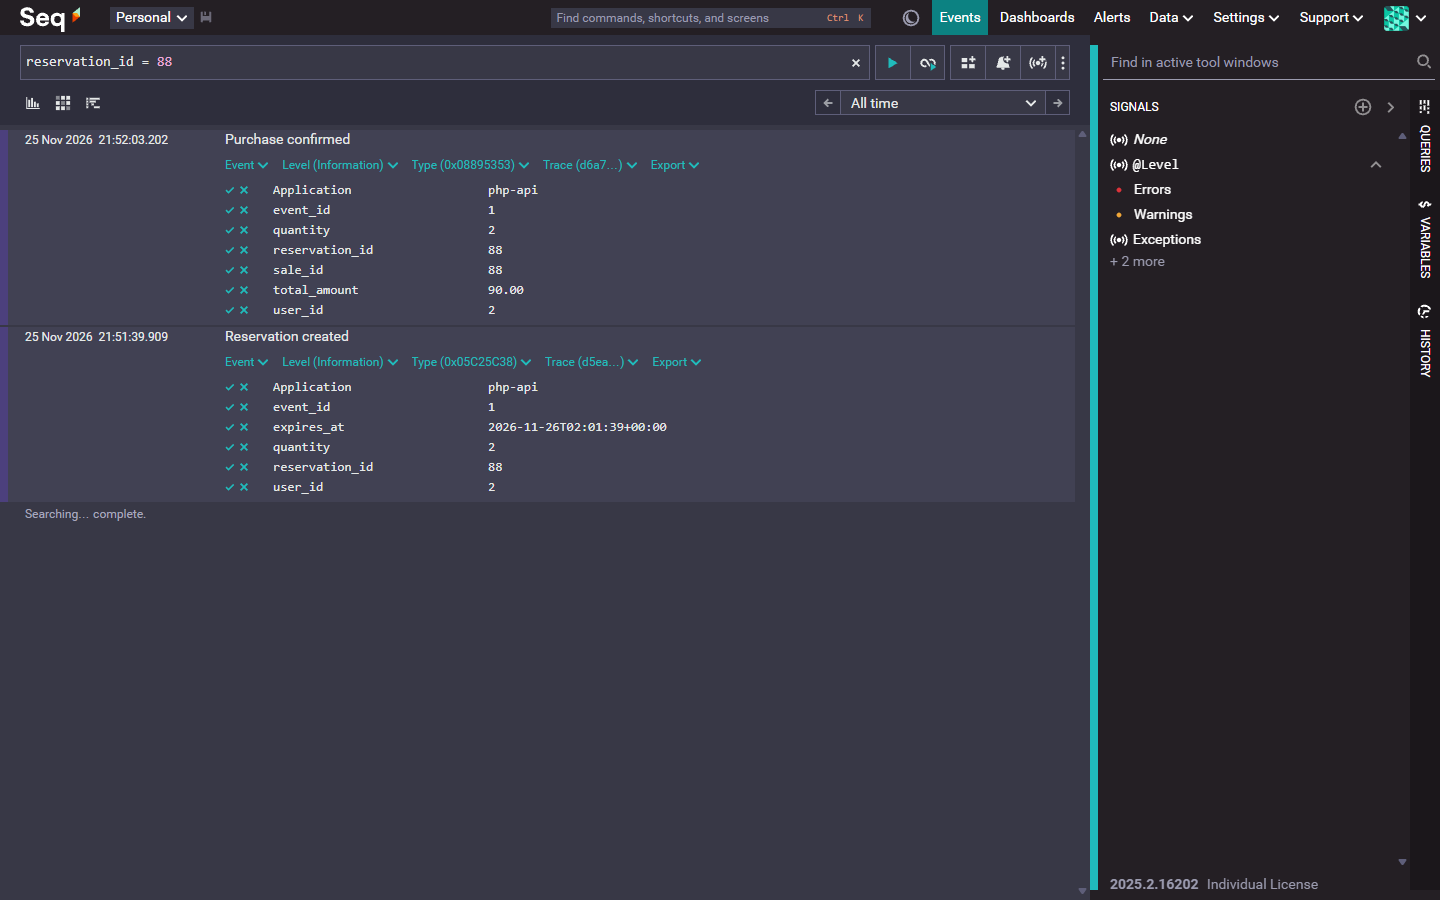 Seq Personal Find commands, shortcuts, and screens Ctrl K Events Dashboards Alerts Data Settings Support
reservation_id = 88
All time
25 Nov 2026 21:52:03.202 Purchase confirmed
Event Level (Information) Type (0x08895353) Trace (d6a7...) Export
Application php-api
event_id 1
quantity 2
reservation_id 88
sale_id 88
total_amount 90.00
user_id 2
25 Nov 2026 21:51:39.909 Reservation created
Event Level (Information) Type (0x05C25C38) Trace (d5ea...) Export
Application php-api
event_id 1
expires_at 2026-11-26T02:01:39+00:00
quantity 2
reservation_id 88
user_id 2
Searching... complete.
Find in active tool windows
SIGNALS
None
@Level
Errors
Warnings
Exceptions
+ 2 more
QUERIES
VARIABLES
HISTORY
2025.2.16202 Individual License